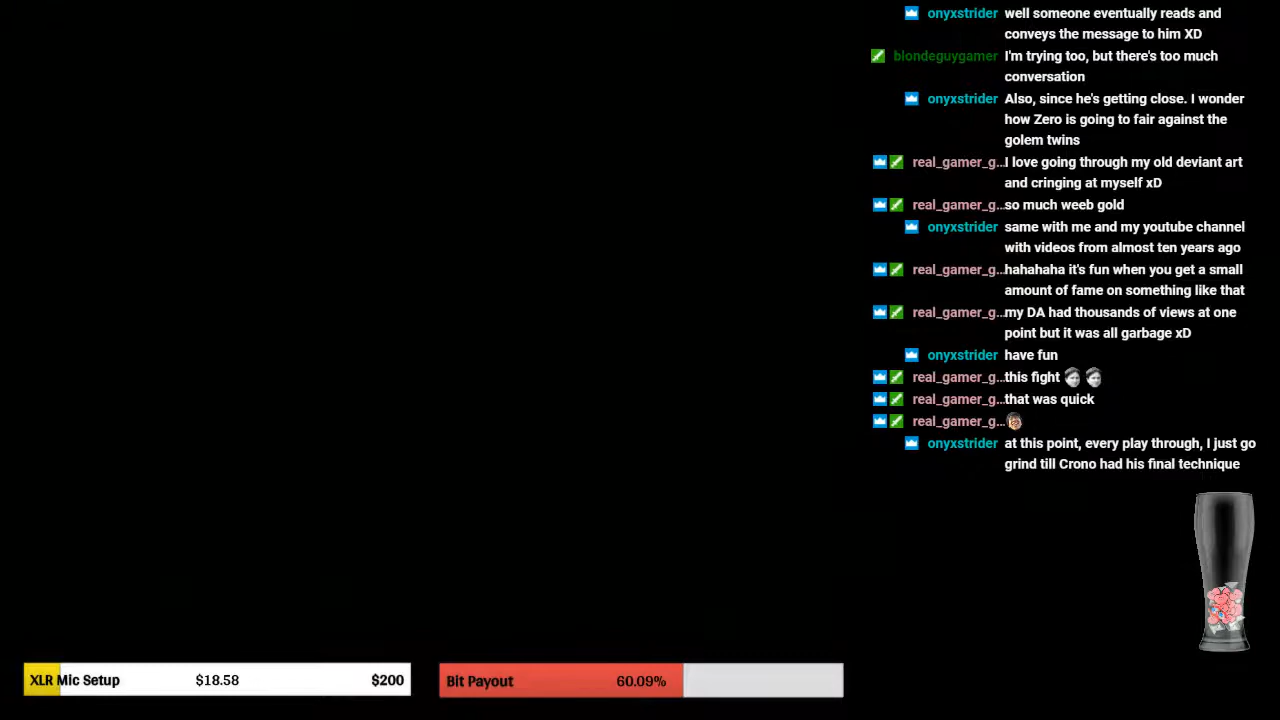 onyxstrider well someone eventually reads and
conveys the message to him XD
blondeguygamer I'm trying too, but there's too much
conversation
onyxstrider Also, since he's getting close. I wonder
how Zero is going to fair against the
golem twins
real_gamer_g... I love going through my old deviant art
and cringing at myself xD
real_gamer_g... so much weeb gold
onyxstrider same with me and my youtube channel
with videos from almost ten years ago
real_gamer_g... hahahaha it's fun when you get a small
amount of fame on something like that
real_gamer_g... my DA had thousands of views at one
point but it was all garbage xD
onyxstrider have fun
real_gamer_g... this fight
real_gamer_g... that was quick
real_gamer_g...
onyxstrider at this point, every play through, I just go
grind till Crono had his final technique
XLR Mic Setup $18.58 $200
Bit Payout 60.09%